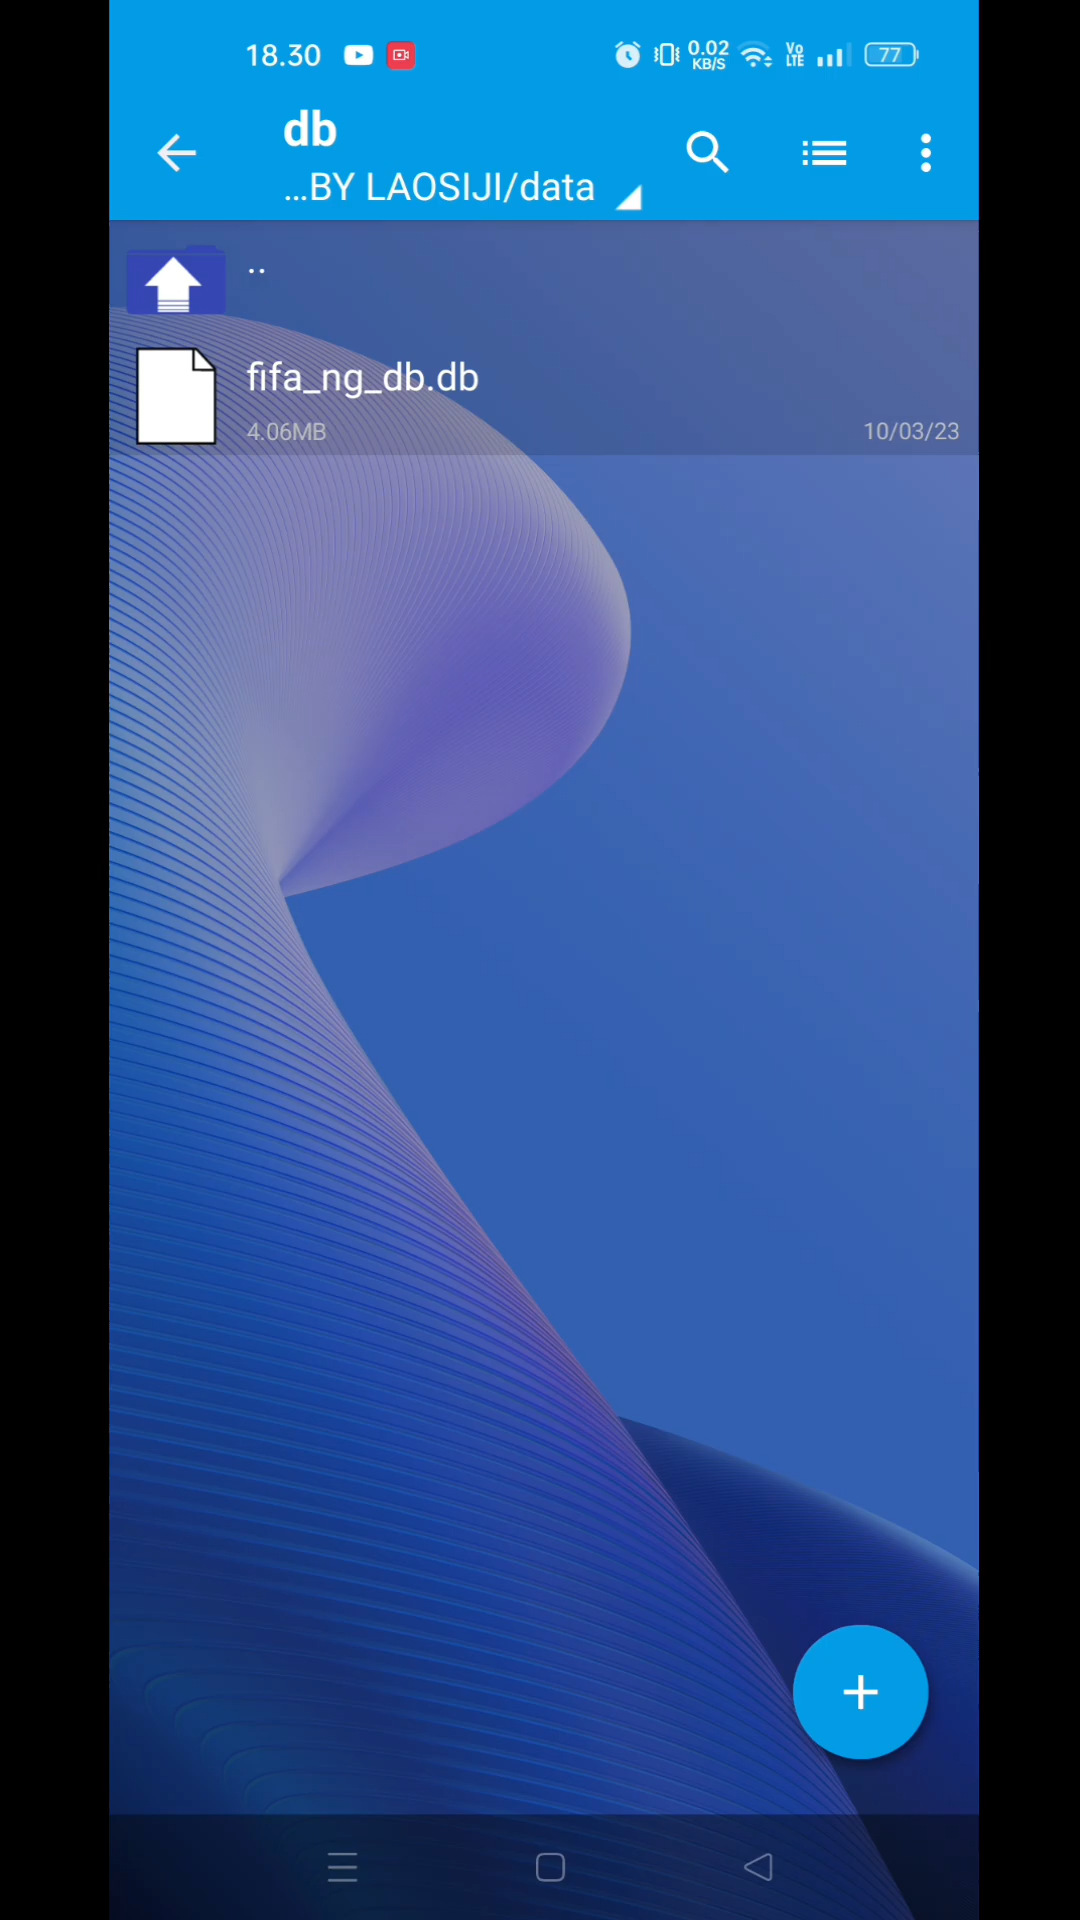 18.30
0.02
KB/S
Vo
LTE
77
db
...BY LAOSIJI/data
..
fifa_ng_db.db
4.06MB
10/03/23